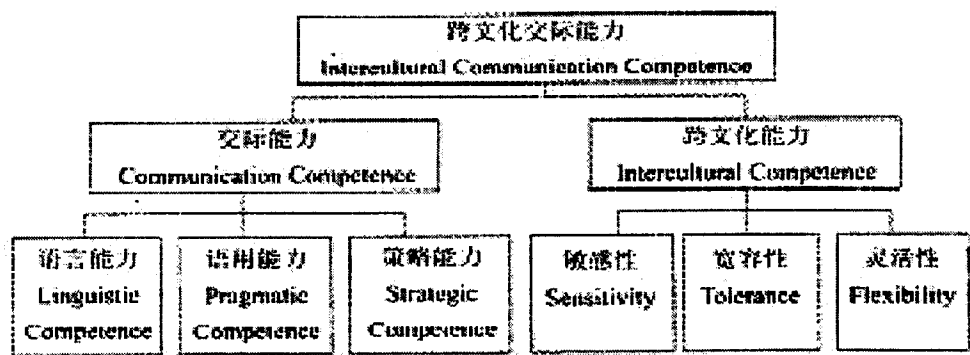 跨文化交际能力
Intercultural Communication Competence
交际能力
Communication Competence
跨文化能力
Intercultural Competence
语言能力
Linguistic
Competence
语用能力
Pragmatic
Competence
策略能力
Strategic
Competence
敏感性
Sensitivity
宽容性
Tolerance
灵活性
Flexibility